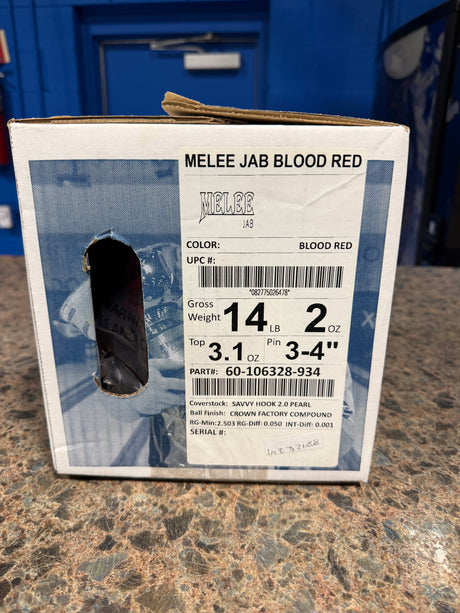 MELEE JAB BLOOD RED
MELEE
JAB
COLOR: BLOOD RED
UPC #:
*082775026478*
Gross Weight 14 LB 2 OZ
Top 3.1 OZ Pin 3-4"
PART#: 60-106328-934
Coverstock: SAVVY HOOK 2.0 PEARL
Ball Finish: CROWN FACTORY COMPOUND
RG-Min:2.503 RG-Diff:0.050 INT-Diff: 0.001
SERIAL #: